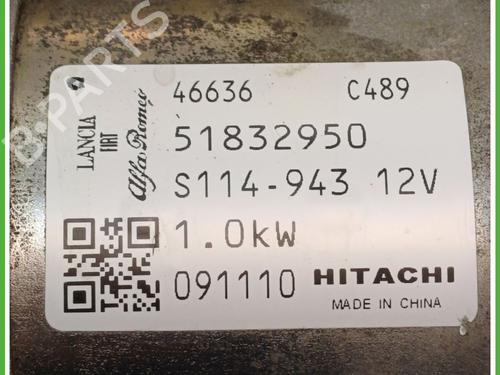 46636 C489
LANCIA
FIAT
Alfa Romeo
51832950
S114-943 12V
1.0kW
091110 HITACHI
MADE IN CHINA
B-PARTS